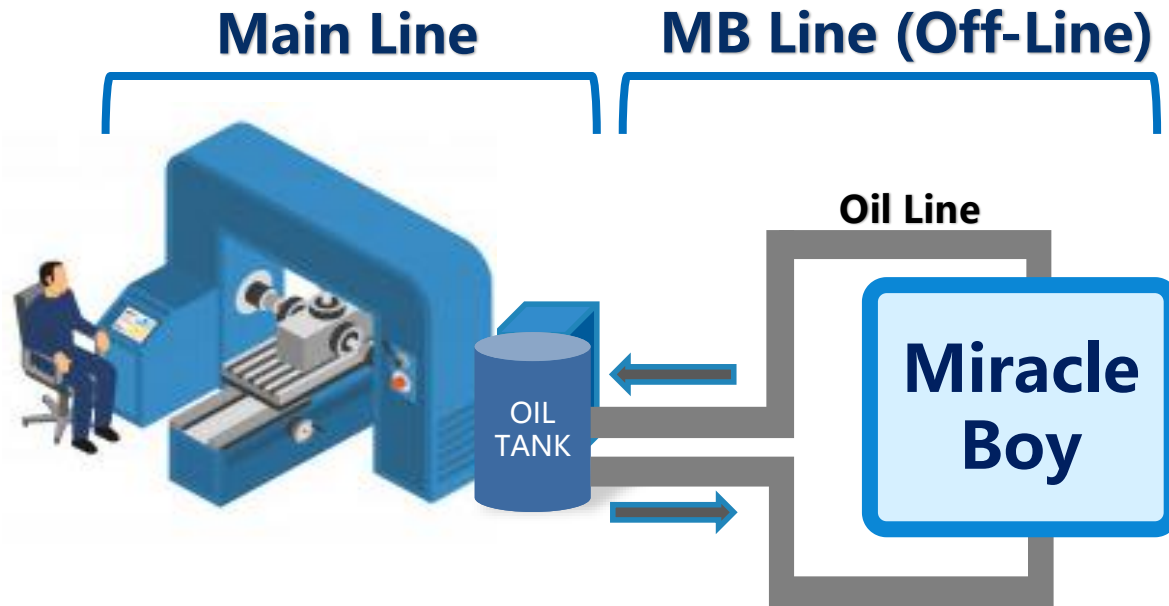 Main Line
MB Line (Off-Line)
Oil Line
Miracle
Boy
OIL
TANK